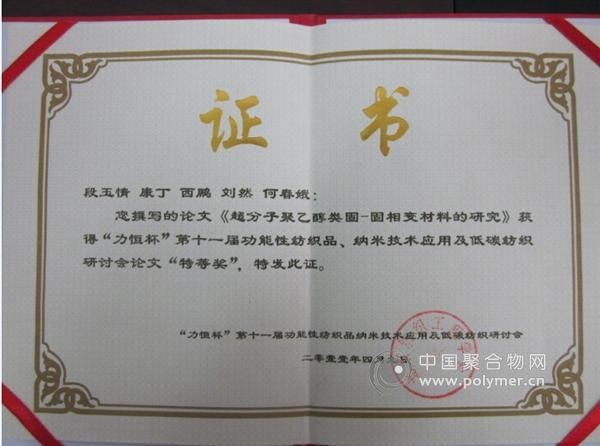 证 书
段玉情 康丁 西鹏 刘然 何春娥:
您撰写的论文《超分子聚乙醇类固-固相变材料的研究》获
得“力恒杯”第十一届功能性纺织品、纳米技术应用及低碳纺织
研讨会论文“特等奖”,特发此证。
“力恒杯”第十一届功能性纺织品纳米技术应用及低碳纺织研讨会
中国聚合物网
www.polymer.cn